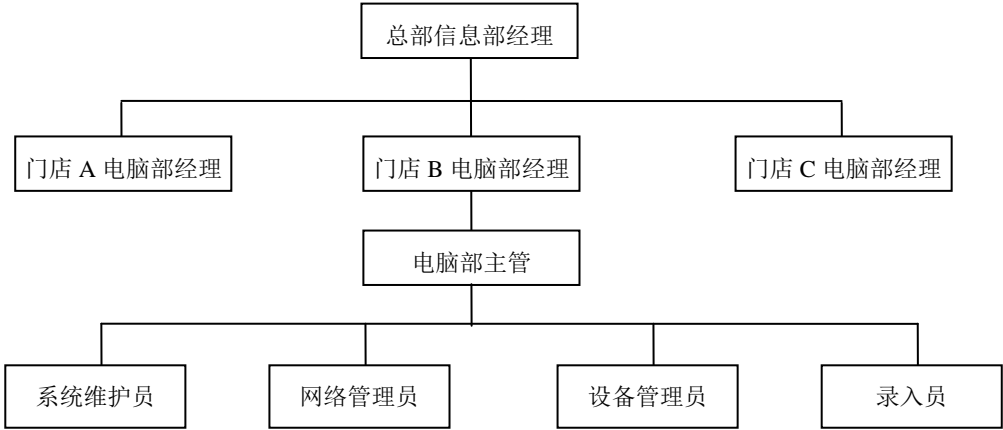 总部信息部经理
门店 A 电脑部经理
门店 B 电脑部经理
门店 C 电脑部经理
电脑部主管
系统维护员
网络管理员
设备管理员
录入员